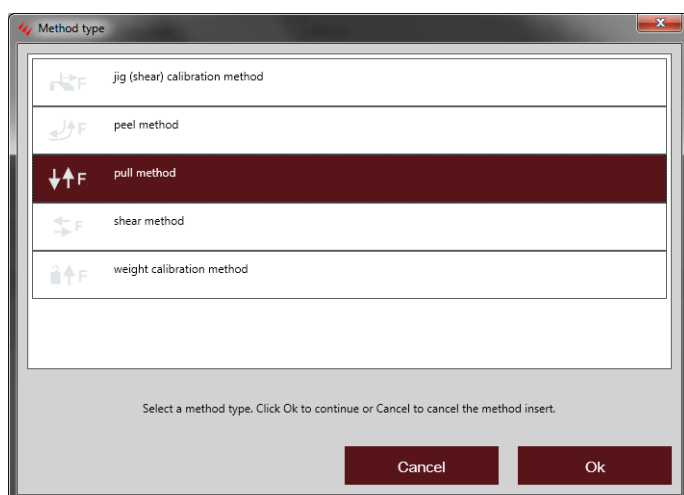 Method type
F jig (shear) calibration method
F peel method
F pull method
F shear method
F weight calibration method
Select a method type. Click Ok to continue or Cancel to cancel the method insert.
Cancel Ok